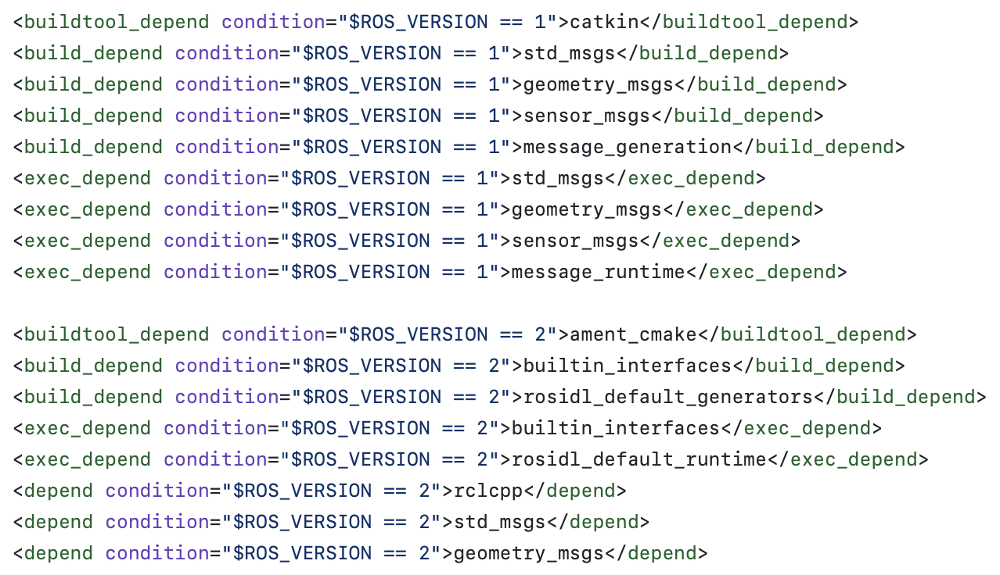 <buildtool_depend condition="$ROS_VERSION == 1">catkin</buildtool_depend>
<build_depend condition="$ROS_VERSION == 1">std_msgs</build_depend>
<build_depend condition="$ROS_VERSION == 1">geometry_msgs</build_depend>
<build_depend condition="$ROS_VERSION == 1">sensor_msgs</build_depend>
<build_depend condition="$ROS_VERSION == 1">message_generation</build_depend>
<exec_depend condition="$ROS_VERSION == 1">std_msgs</exec_depend>
<exec_depend condition="$ROS_VERSION == 1">geometry_msgs</exec_depend>
<exec_depend condition="$ROS_VERSION == 1">sensor_msgs</exec_depend>
<exec_depend condition="$ROS_VERSION == 1">message_runtime</exec_depend>

<buildtool_depend condition="$ROS_VERSION == 2">ament_cmake</buildtool_depend>
<build_depend condition="$ROS_VERSION == 2">builtin_interfaces</build_depend>
<build_depend condition="$ROS_VERSION == 2">rosidl_default_generators</build_depend>
<exec_depend condition="$ROS_VERSION == 2">builtin_interfaces</exec_depend>
<exec_depend condition="$ROS_VERSION == 2">rosidl_default_runtime</exec_depend>
<depend condition="$ROS_VERSION == 2">rclcpp</depend>
<depend condition="$ROS_VERSION == 2">std_msgs</depend>
<depend condition="$ROS_VERSION == 2">geometry_msgs</depend>